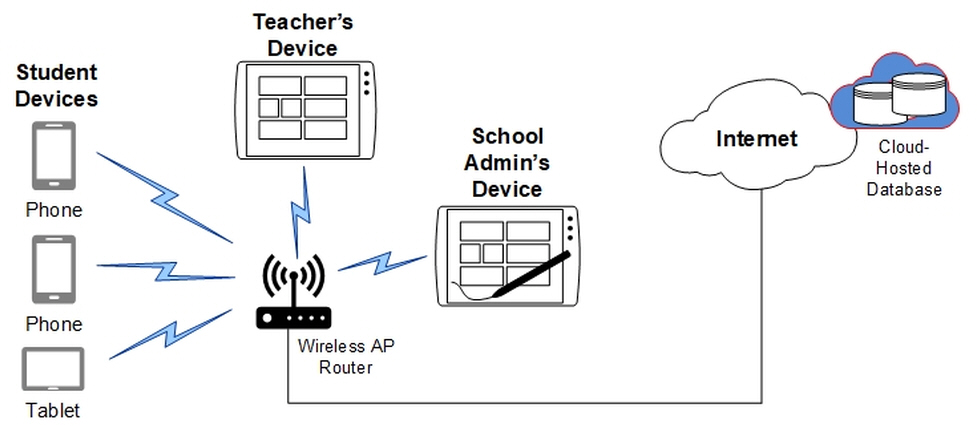 Student
Devices
Phone
Phone
Tablet
Teacher's
Device
School
Admin's
Device
Wireless AP
Router
Internet
Cloud-
Hosted
Database